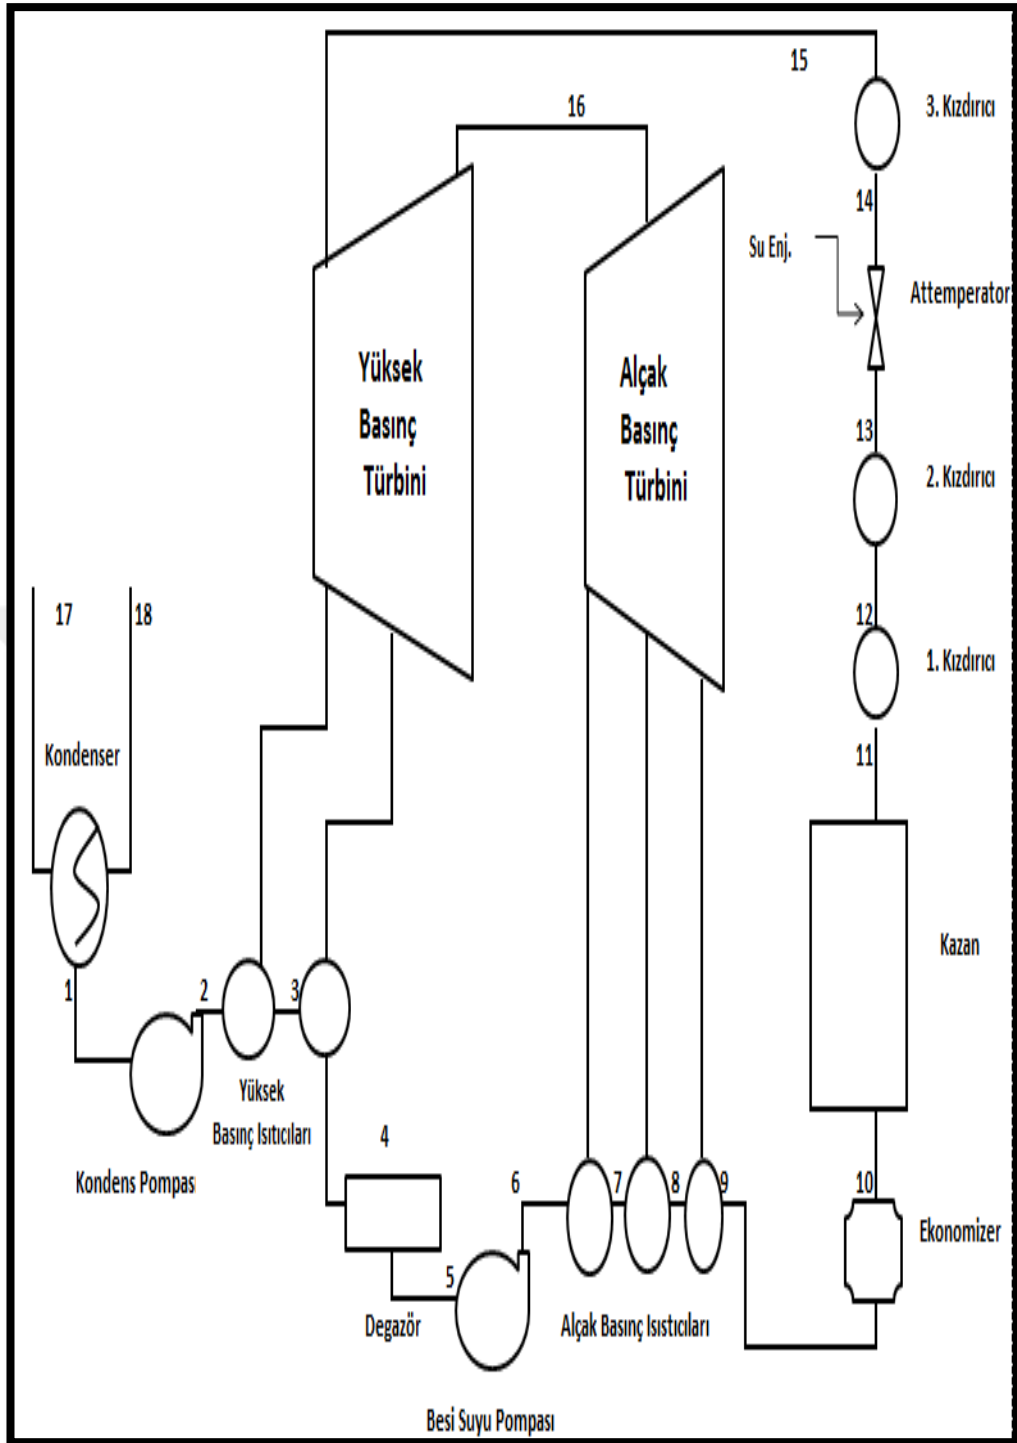 15
3. Kızdırıcı
16
14
Su Enj.
Attemperator
Yüksek
Basınç
Türbini
Alçak
Basınç
Türbini
13
2. Kızdırıcı
17
18
12
1. Kızdırıcı
Kondenser
11
Kazan
1
2
3
Yüksek
Basınç Isıtıcıları
4
Kondens Pompası
6
7
8
9
10
Ekonomizer
5
Degazör
Alçak Basınç Isıstıcıları
Besi Suyu Pompası